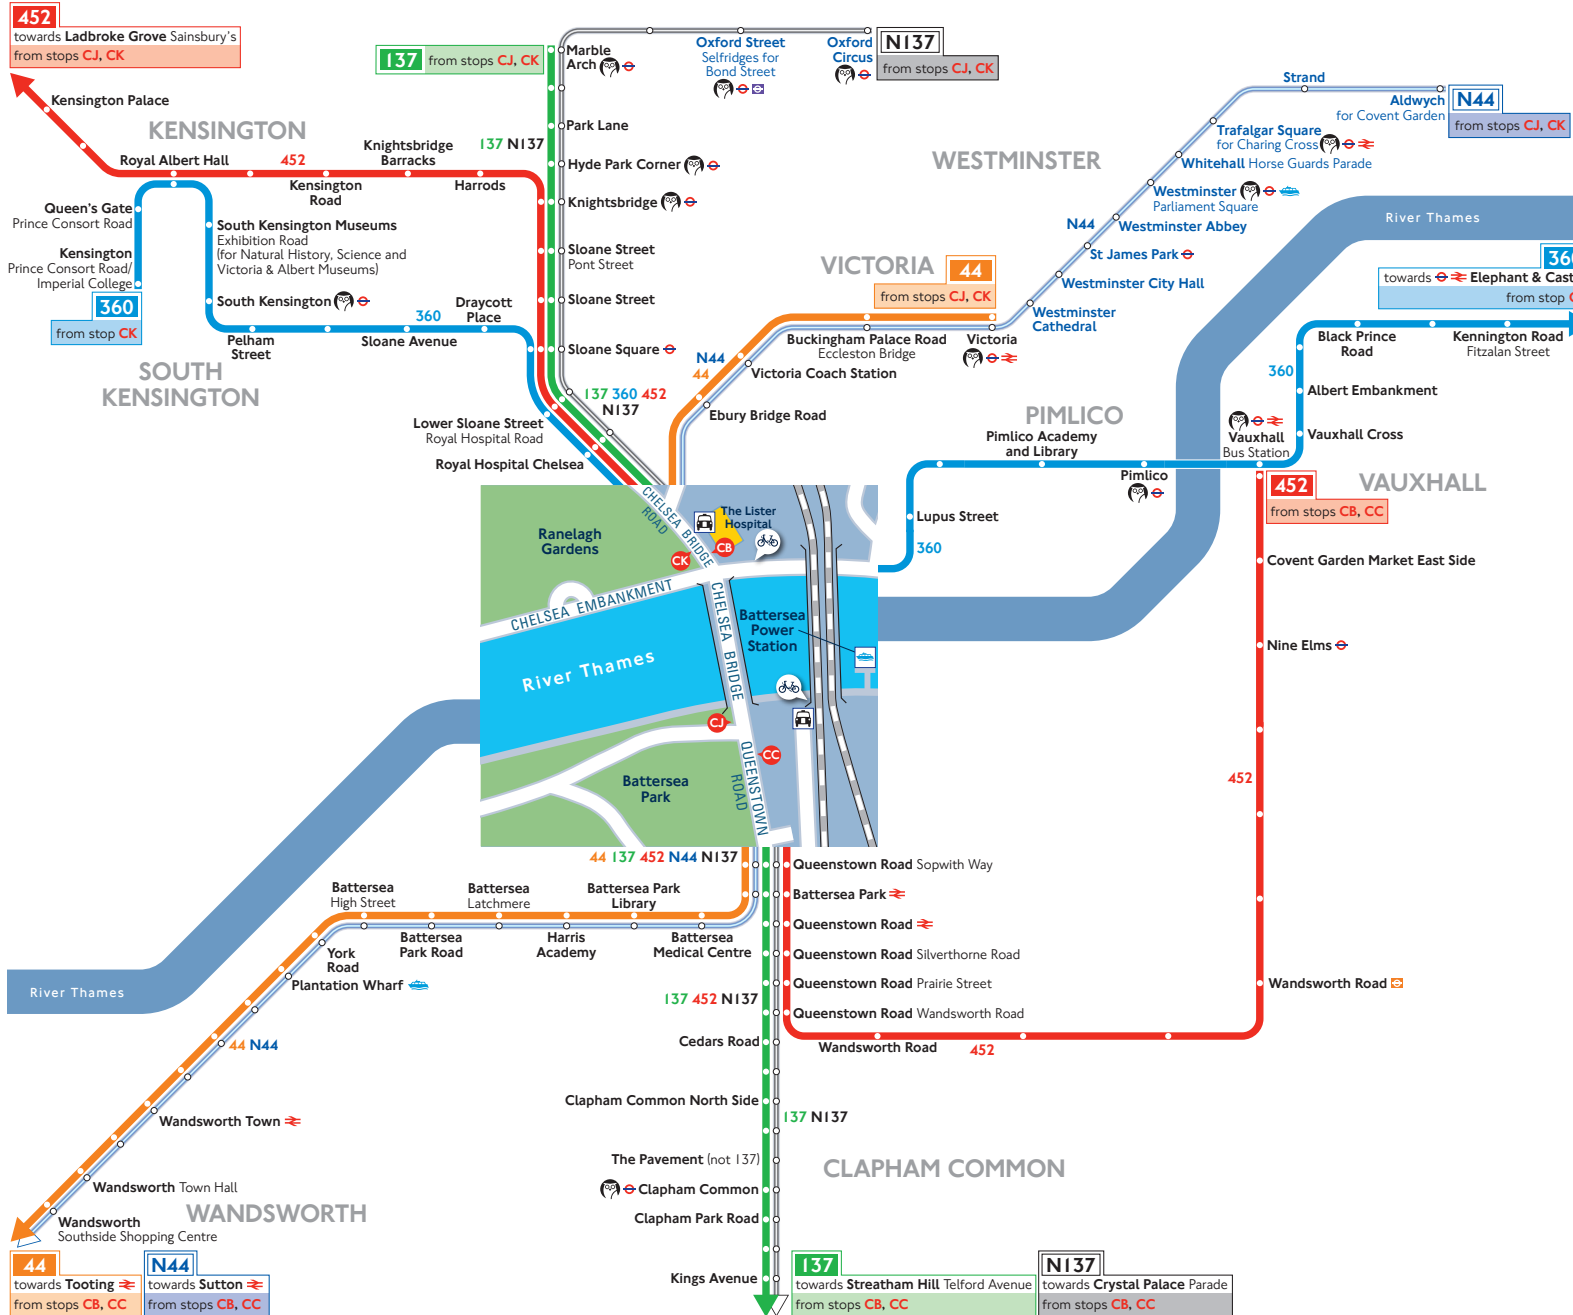 452
towards Ladbroke Grove Sainsbury's
from stops CJ, CK
137 from stops CJ, CK
Marble
Arch
Oxford Street
Selfridges for
Bond Street
Oxford
Circus
N137
from stops CJ, CK
Strand
Aldwych
for Covent Garden
N44
from stops CJ, CK
Kensington Palace
KENSINGTON
Royal Albert Hall
452
Kensington
Road
Knightsbridge
Barracks
Harrods
137 N137
Park Lane
Hyde Park Corner
Knightsbridge
Sloane Street
Pont Street
Sloane Street
Sloane Square
WESTMINSTER
Trafalgar Square
for Charing Cross
Whitehall Horse Guards Parade
Westminster
Parliament Square
N44
Westminster Abbey
St James Park
Westminster City Hall
Westminster
Cathedral
River Thames
Queen's Gate
Prince Consort Road
Kensington
Prince Consort Road/
Imperial College
360
from stop CK
South Kensington Museums
Exhibition Road
(for Natural History, Science and
Victoria & Albert Museums)
South Kensington
Pelham
Street
360
Sloane Avenue
Draycott
Place
SOUTH
KENSINGTON
VICTORIA
44
from stops CJ, CK
Buckingham Palace Road
Eccleston Bridge
Victoria
N44
44
Victoria Coach Station
Ebury Bridge Road
137 360 452
N137
Lower Sloane Street
Royal Hospital Road
Royal Hospital Chelsea
towards Elephant &
from stop
Black Prince
Road
Kennington Road
Fitzalan Street
360
Albert Embankment
Vauxhall Cross
Vauxhall
Bus Station
PIMLICO
Pimlico Academy
and Library
Pimlico
Lupus Street
360
452
from stops CB, CC
VAUXHALL
Covent Garden Market East Side
Nine Elms
452
Wandsworth Road
CHELSEA BRIDGE
ROAD
The Lister
Hospital
Ranelagh
Gardens
CK
CB
CHELSEA EMBANKMENT
CHELSEA BRIDGE
Battersea
Power
Station
River Thames
CJ
CC
Battersea
Park
QUEENSTOWN
ROAD
44 137 452 N44 N137
Queenstown Road Sopwith Way
Battersea Park
Queenstown Road
Queenstown Road Silverthorne Road
Queenstown Road Prairie Street
Queenstown Road Wandsworth Road
Wandsworth Road
452
Battersea
High Street
Battersea
Latchmere
Battersea Park
Library
York
Road
Battersea
Park Road
Harris
Academy
Battersea
Medical Centre
Plantation Wharf
River Thames
44 N44
Wandsworth Town
Wandsworth Town Hall
Wandsworth
Southside Shopping Centre
WANDSWORTH
44
towards Tooting
from stops CB, CC
N44
towards Sutton
from stops CB, CC
137 452 N137
Cedars Road
Clapham Common North Side
137 N137
The Pavement (not 137)
Clapham Common
Clapham Park Road
Kings Avenue
CLAPHAM COMMON
137
towards Streatham Hill Telford Avenue
from stops CB, CC
N137
towards Crystal Palace Parade
from stops CB, CC